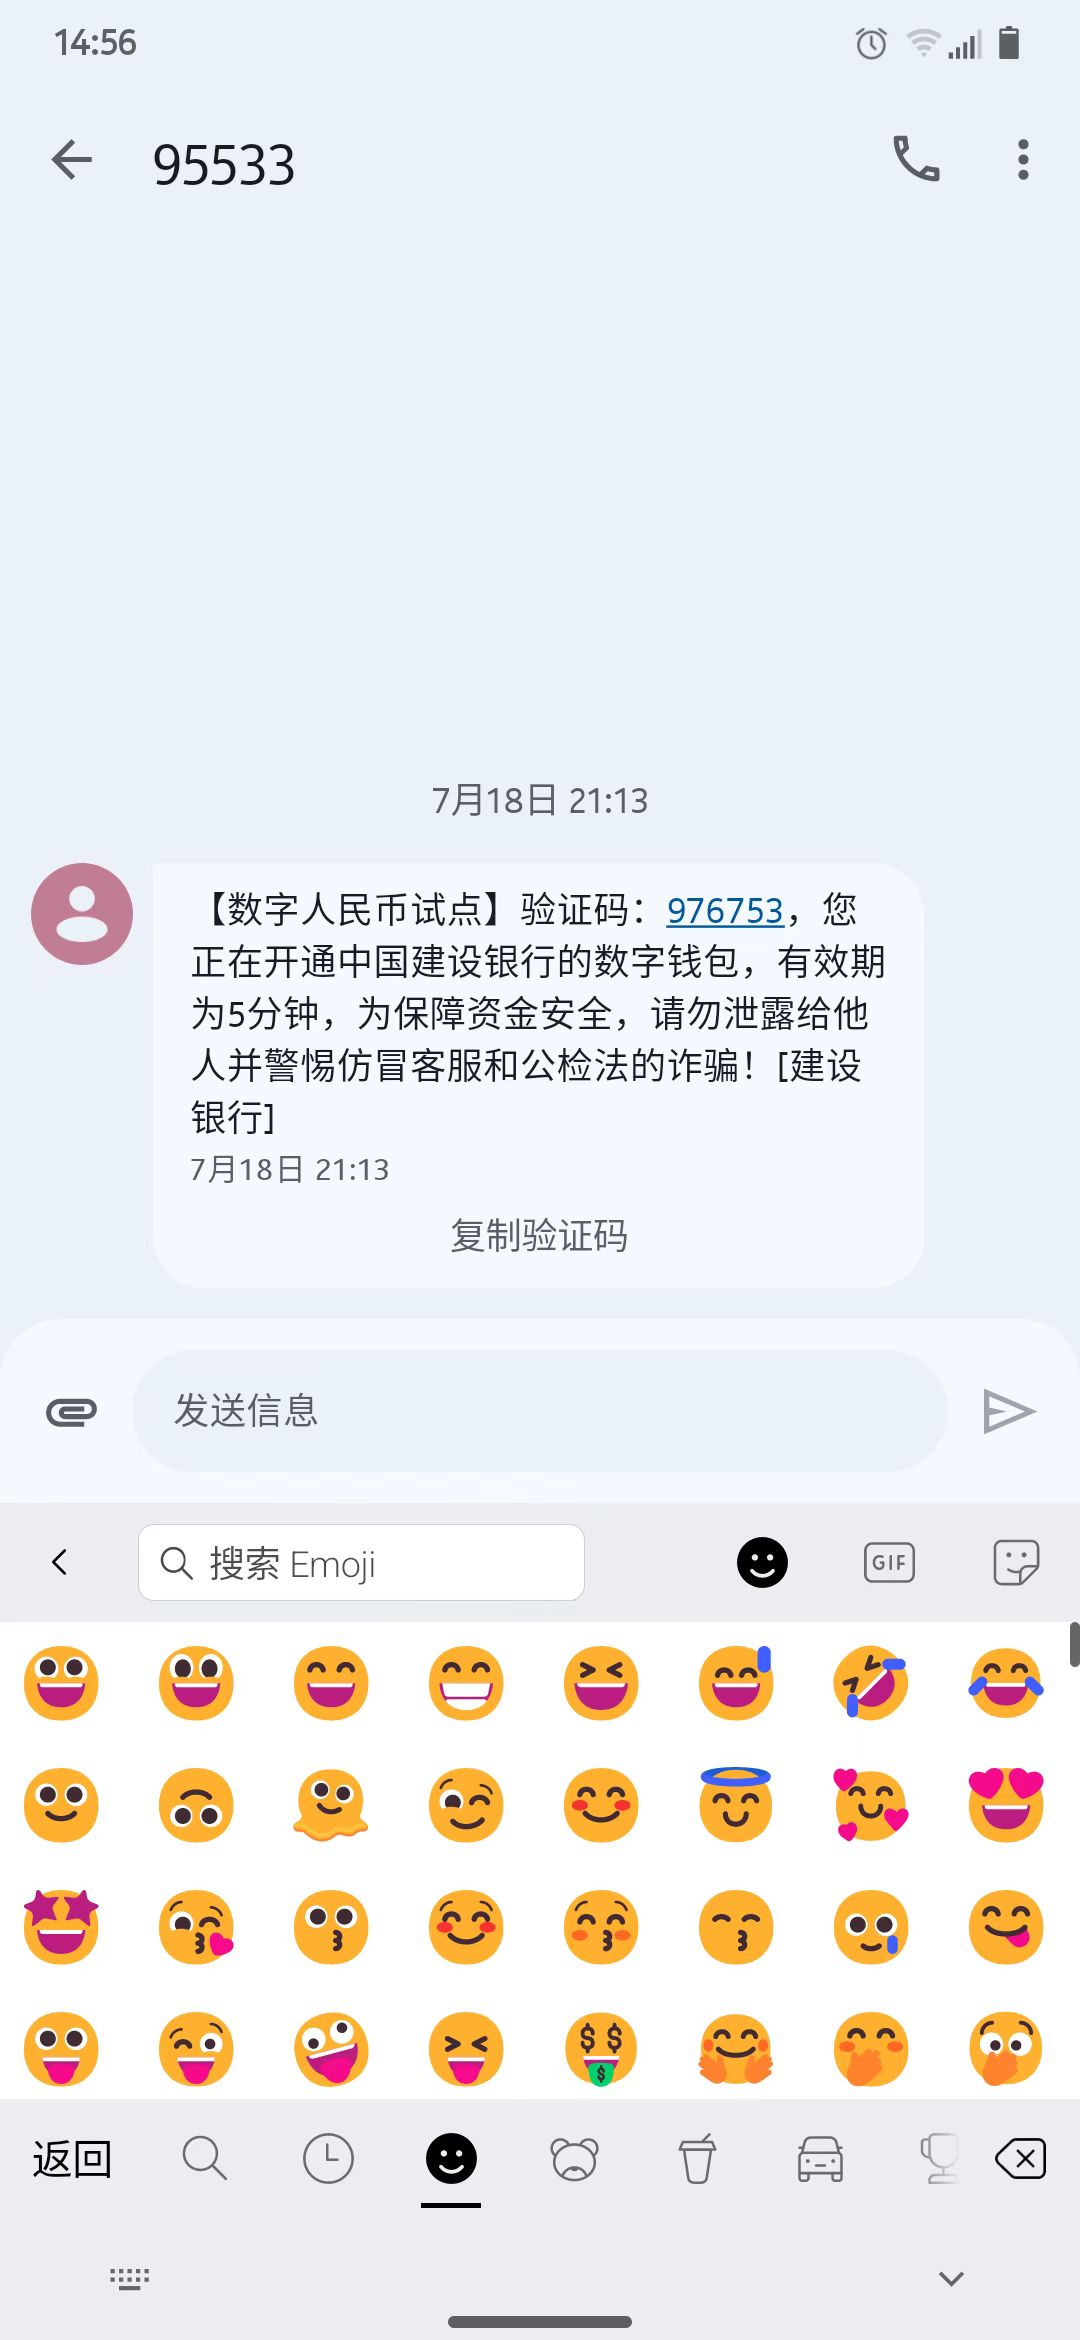 14:56
95533
7月18日 21:13
【数字人民币试点】验证码：976753，您
正在开通中国建设银行的数字钱包，有效期
为5分钟，为保障资金安全，请勿泄露给他
人并警惕仿冒客服和公检法的诈骗！[建设
银行]
7月18日 21:13
复制验证码
发送信息
搜索 Emoji
GIF
返回